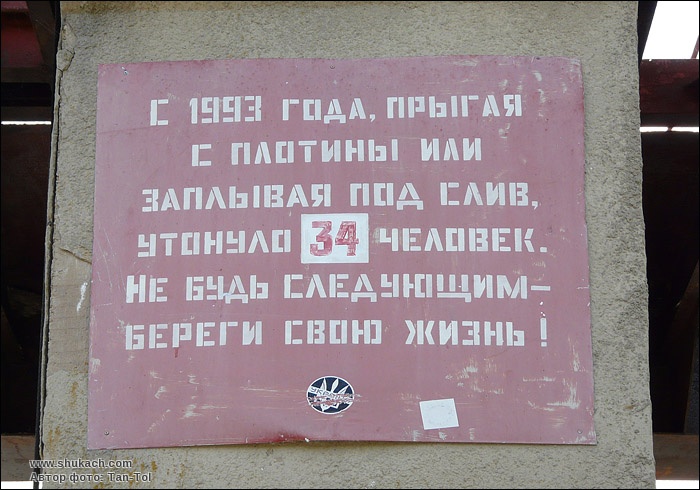 С 1993 ГОДА, ПРЫГАЯ
С ПЛОТИНЫ ИЛИ
ЗАПЛЫВАЯ ПОД СЛИВ,
УТОНУЛО 34 ЧЕЛОВЕК.
НЕ БУДЬ СЛЕДУЮЩИМ–
БЕРЕГИ СВОЮ ЖИЗНЬ!
www.shukach.com
Автор фото: Tan-Tol